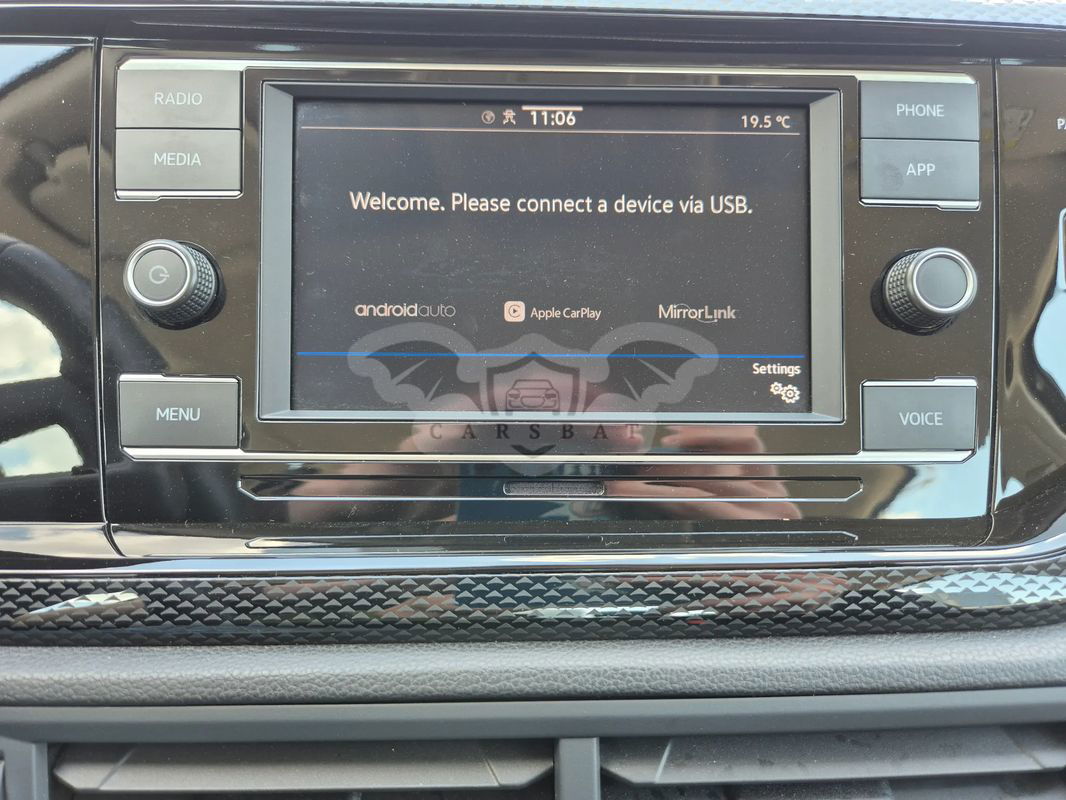 RADIO
MEDIA
11:06
19.5 °C
PHONE
APP
Welcome. Please connect a device via USB.
androidauto
Apple CarPlay
MirrorLink
Settings
MENU
VOICE
CARSBAT